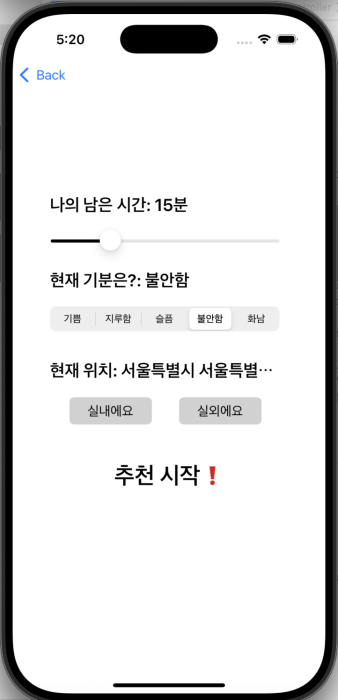 5:20
Back
나의 남은 시간: 15분
현재 기분은?: 불안함
기쁨 지루함 슬픔 불안함 화남
현재 위치: 서울특별시 서울특별…
실내에요 실외에요
추천 시작❗